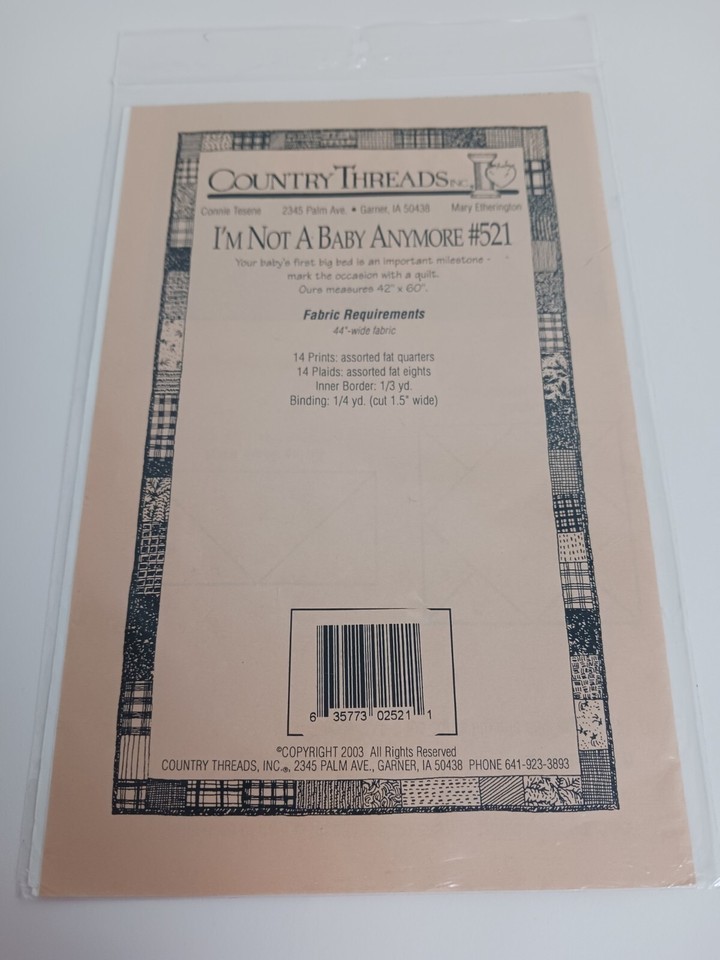 COUNTRY THREADS INC.
Connie Tesene 2345 Palm Ave. • Garner, IA 50438 Mary Etherington
I'M NOT A BABY ANYMORE #521
Your baby's first big bed is an important milestone -
mark the occasion with a quilt.
Ours measures 42" x 60".
Fabric Requirements
44"-wide fabric
14 Prints: assorted fat quarters
14 Plaids: assorted fat eights
Inner Border: 1/3 yd.
Binding: 1/4 yd. (cut 1.5" wide)
6 35773 02521 1
©COPYRIGHT 2003 All Rights Reserved
COUNTRY THREADS, INC.®, 2345 PALM AVE., GARNER, IA 50438 PHONE 641-923-3893